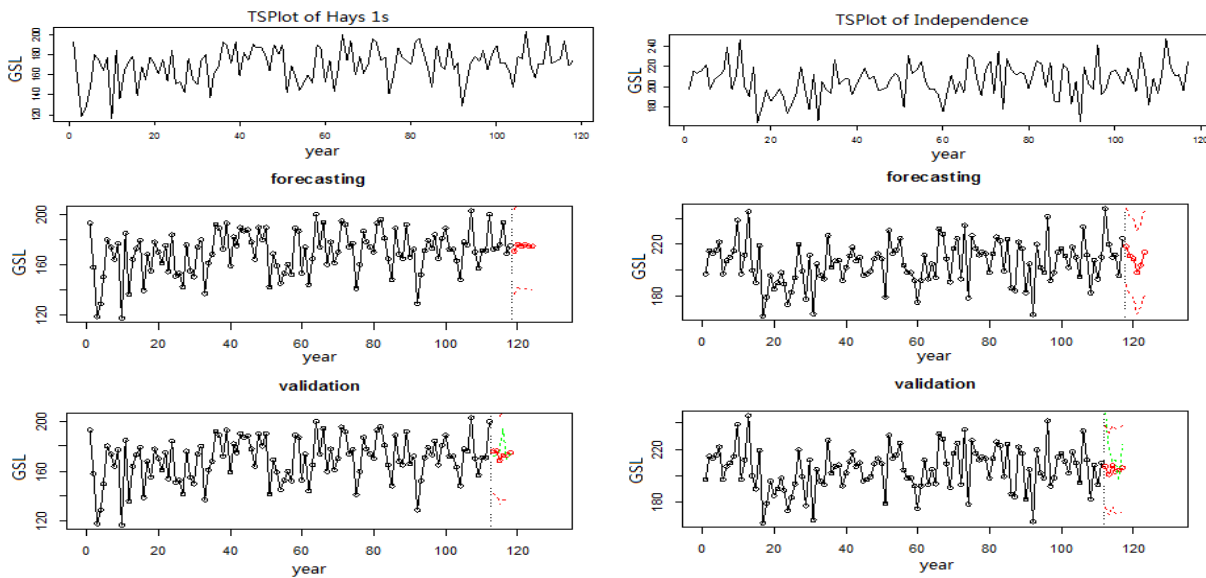 TSPlot of Hays 1s
GSL
120 140 160 180 200
0 20 40 60 80 100 120
year
forecasting
GSL
120 160 200
0 20 40 60 80 100 120
year
validation
GSL
120 160 200
0 20 40 60 80 100 120
year
TSPlot of Independence
GSL
180 200 220 240
0 20 40 60 80 100 120
year
forecasting
GSL
180 220
0 20 40 60 80 100 120
year
validation
GSL
180 220
0 20 40 60 80 100 120
year